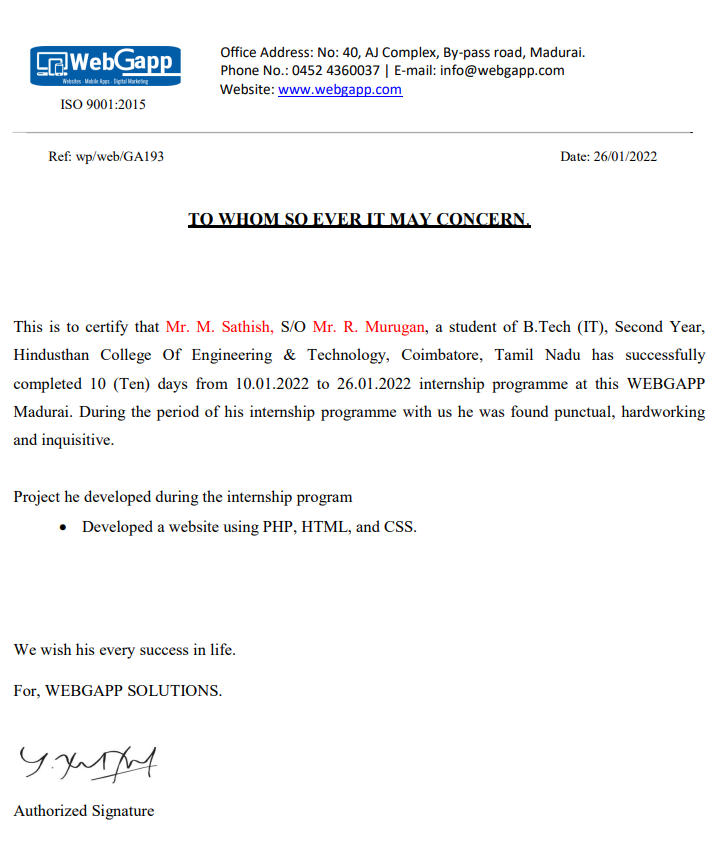 WebGapp
Websites · Mobile Apps · Digital Marketing
ISO 9001:2015
Office Address: No: 40, AJ Complex, By-pass road, Madurai.
Phone No.: 0452 4360037 | E-mail: info@webgapp.com
Website: www.webgapp.com
Ref: wp/web/GA193
Date: 26/01/2022
TO WHOM SO EVER IT MAY CONCERN.
This is to certify that Mr. M. Sathish, S/O Mr. R. Murugan, a student of B.Tech (IT), Second Year,
Hindusthan College Of Engineering & Technology, Coimbatore, Tamil Nadu has successfully
completed 10 (Ten) days from 10.01.2022 to 26.01.2022 internship programme at this WEBGAPP
Madurai. During the period of his internship programme with us he was found punctual, hardworking
and inquisitive.
Project he developed during the internship program
• Developed a website using PHP, HTML, and CSS.
We wish his every success in life.
For, WEBGAPP SOLUTIONS.
Authorized Signature